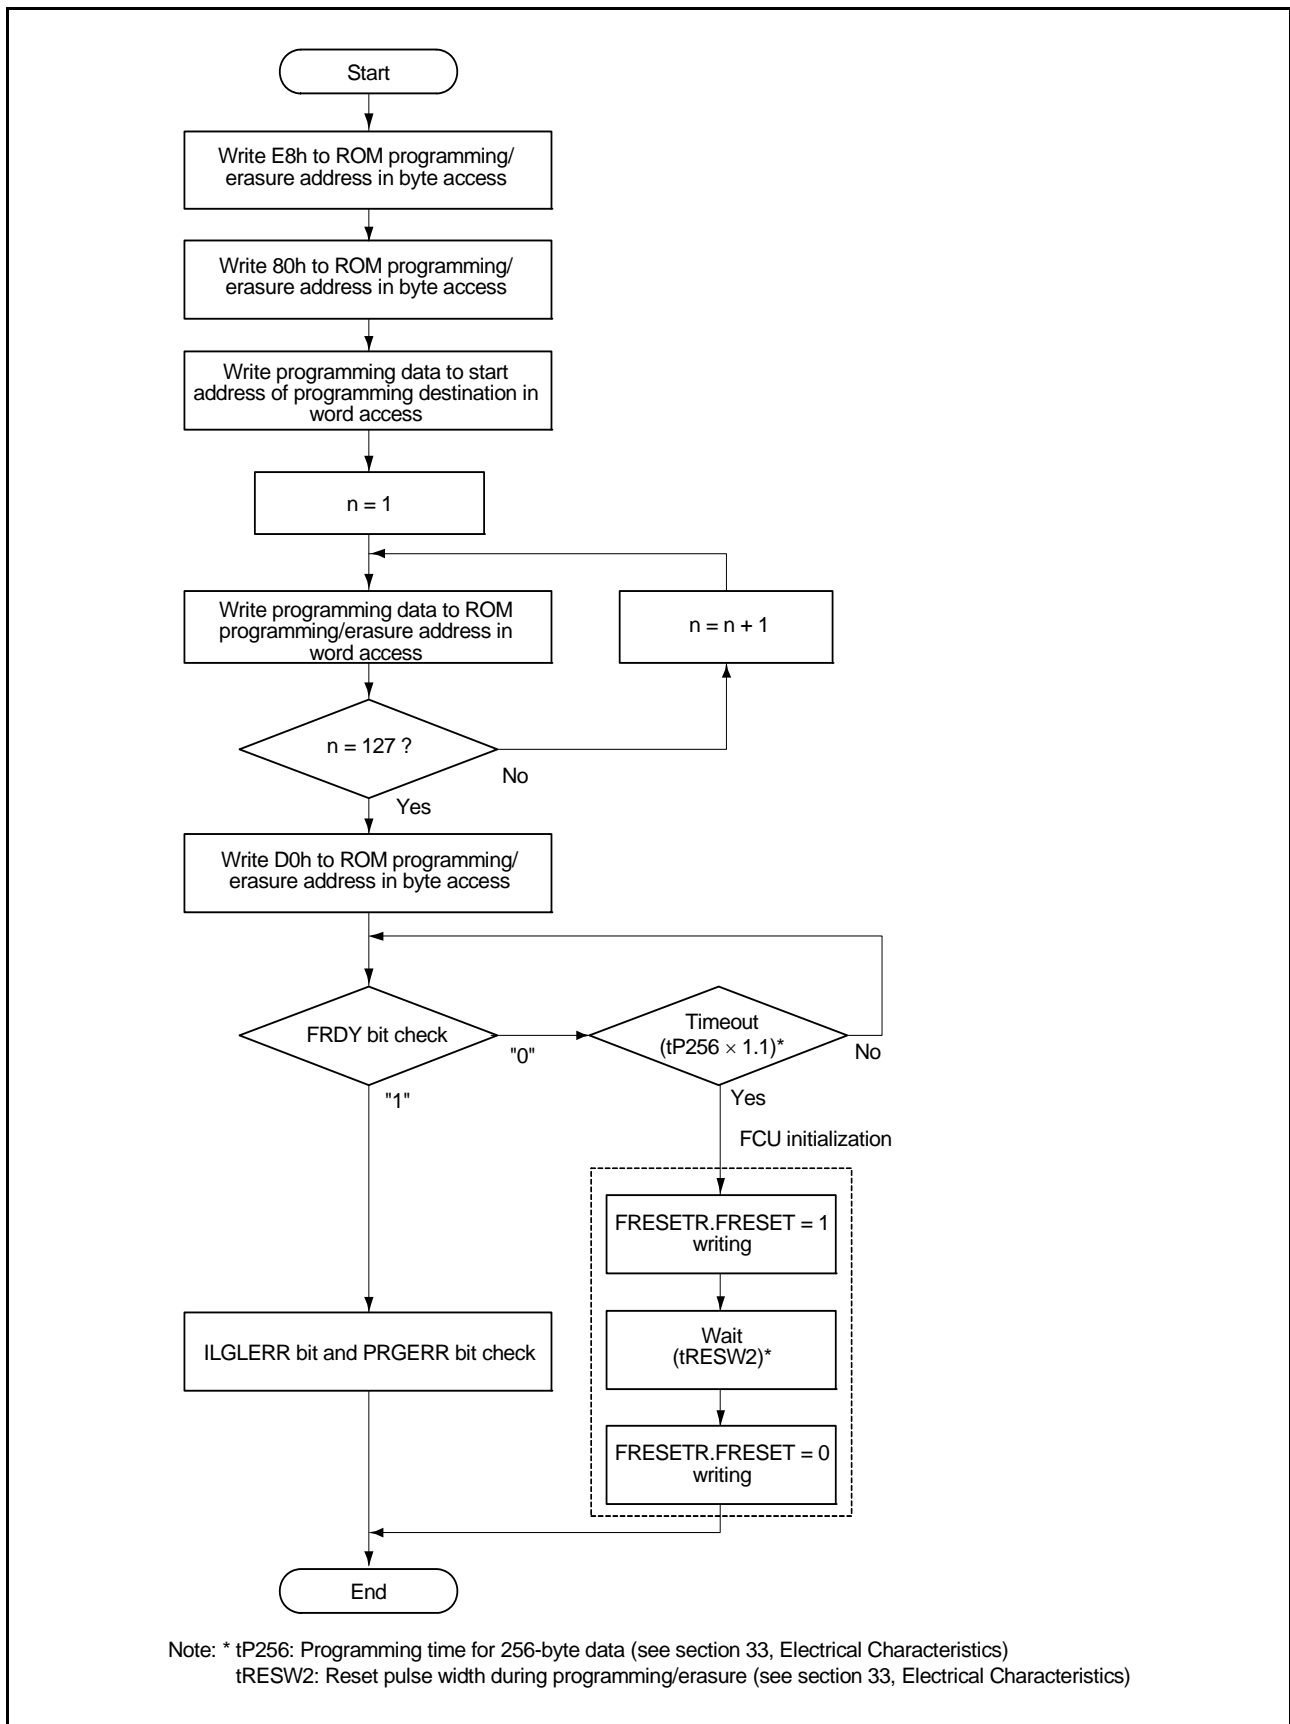 Start
Write E8h to ROM programming/
erasure address in byte access
Write 80h to ROM programming/
erasure address in byte access
Write programming data to start
address of programming destination in
word access
n = 1
Write programming data to ROM
programming/erasure address in
word access
n = n + 1
n = 127 ?
No
Yes
Write D0h to ROM programming/
erasure address in byte access
FRDY bit check
"0"
"1"
Timeout
(tP256 × 1.1)*
No
Yes
FCU initialization
FRESETR.FRESET = 1
writing
Wait
(tRESW2)*
FRESETR.FRESET = 0
writing
ILGLERR bit and PRGERR bit check
End
Note: * tP256: Programming time for 256-byte data (see section 33, Electrical Characteristics)
tRESW2: Reset pulse width during programming/erasure (see section 33, Electrical Characteristics)